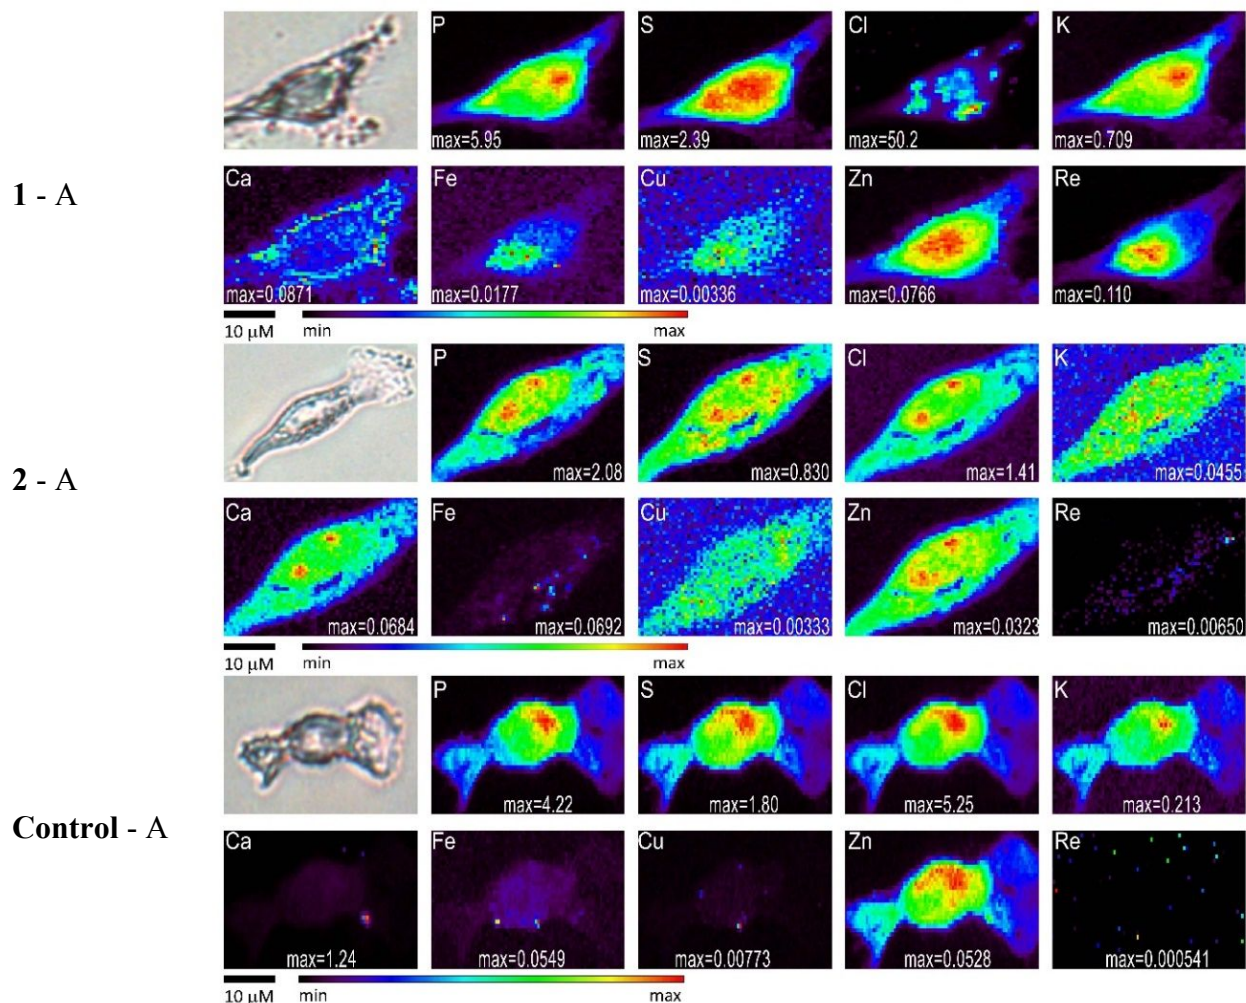 P S Cl K
max=5.95 max=2.39 max=50.2 max=0.709
1 - A
Ca Fe Cu Zn Re
max=0.0871 max=0.0177 max=0.00336 max=0.0766 max=0.110
10 μM min max
P S Cl K
max=2.08 max=0.830 max=1.41 max=0.0455
2 - A
Ca Fe Cu Zn Re
max=0.0684 max=0.0692 max=0.00333 max=0.0323 max=0.00650
10 μM min max
P S Cl K
max=4.22 max=1.80 max=5.25 max=0.213
Control - A
Ca Fe Cu Zn Re
max=1.24 max=0.0549 max=0.00773 max=0.0528 max=0.000541
10 μM min max